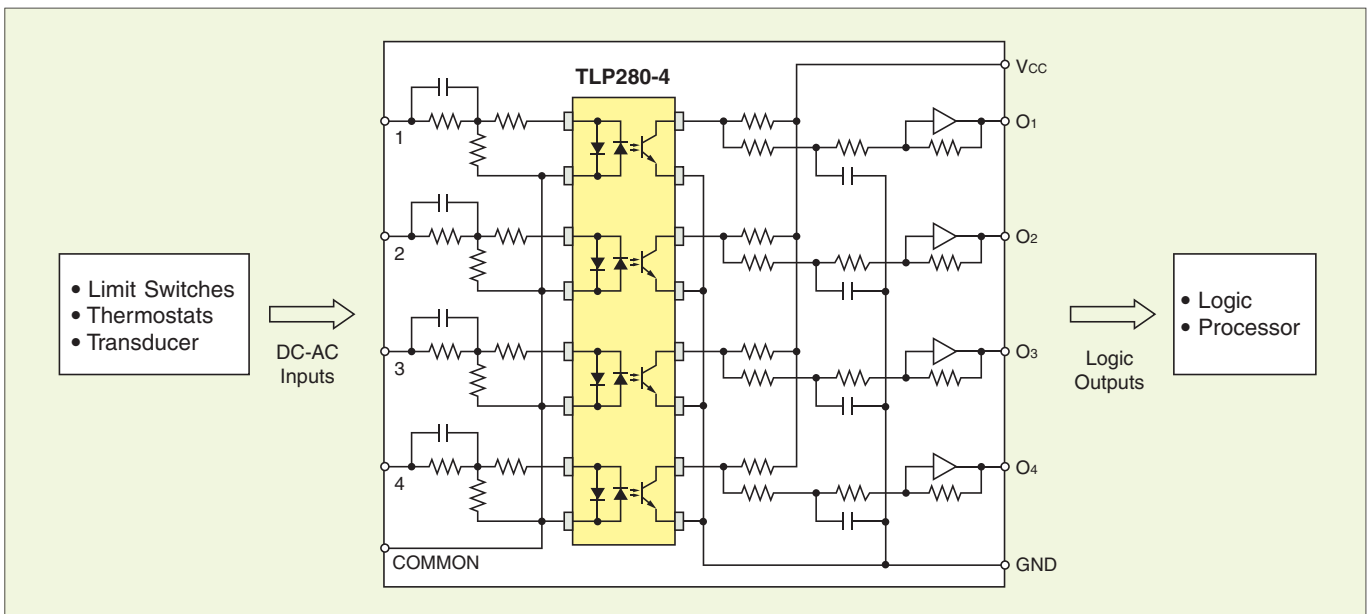 TLP280-4
VCC
O1
O2
O3
O4
GND
1
2
3
4
COMMON
• Limit Switches
• Thermostats
• Transducer
DC-AC
Inputs
Logic
Outputs
• Logic
• Processor